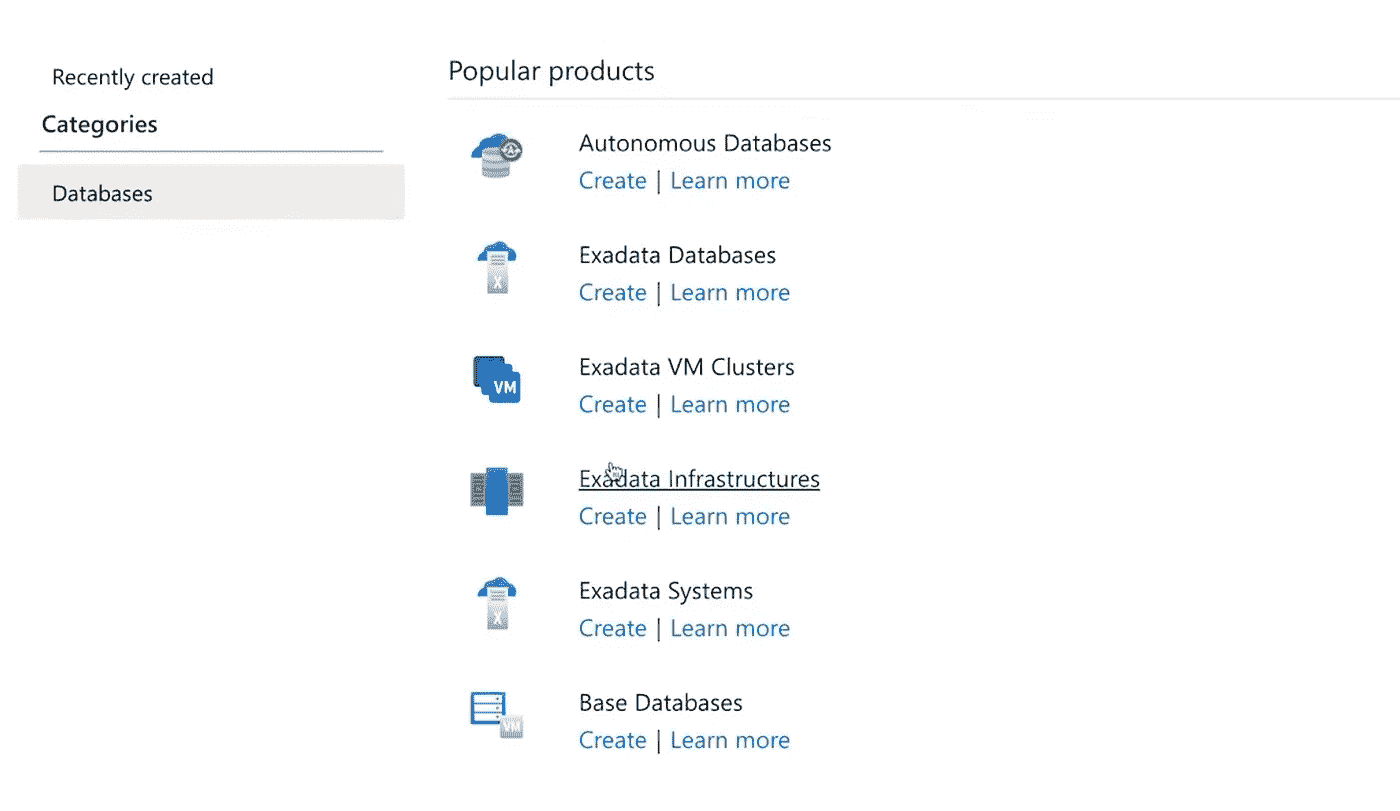 Recently created
Categories
Databases
Popular products
Autonomous Databases
Create | Learn more
Exadata Databases
Create | Learn more
X
Exadata VM Clusters
Create | Learn more
VM
Exadata Infrastructures
Create | Learn more
Exadata Systems
Create | Learn more
X
Base Databases
Create | Learn more
VM